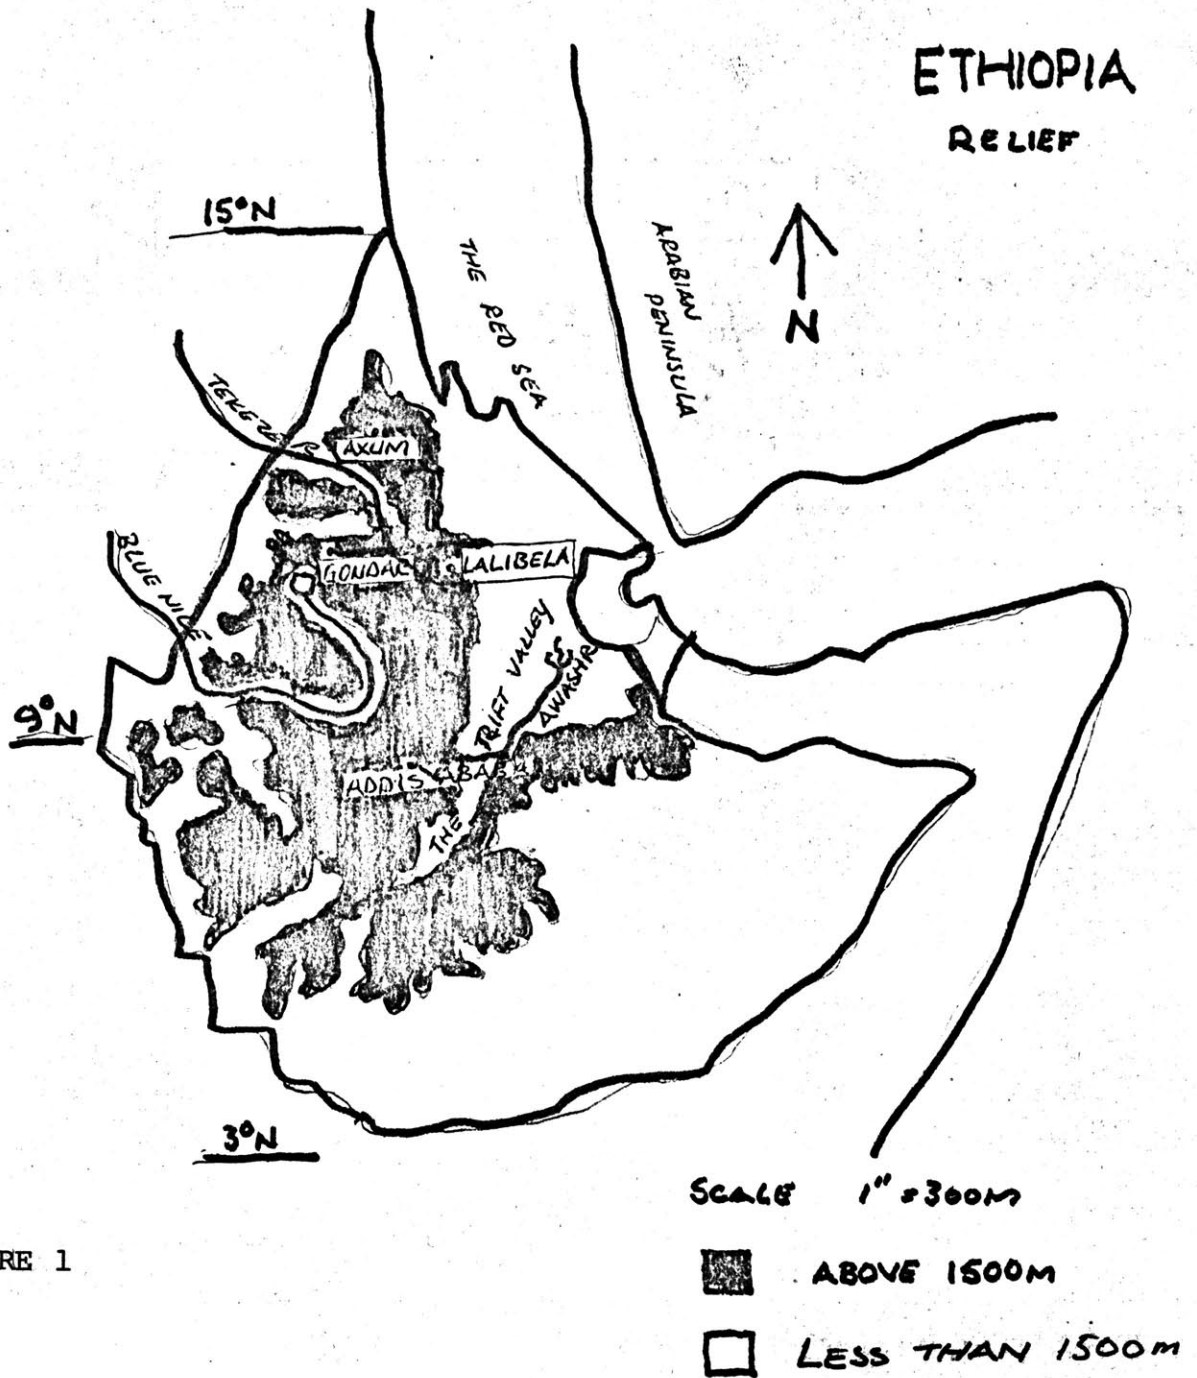 ETHIOPIA
RELIEF
15°N
THE RED SEA
ARABIAN
PENINSULA
N
AXUM
BLUE NILE
GONDAR
LALIBELA
THE RIFT VALLEY
9°N
ADDIS ABABA
3°N
SCALE 1" = 300M
RE 1
ABOVE 1500M
LESS THAN 1500M